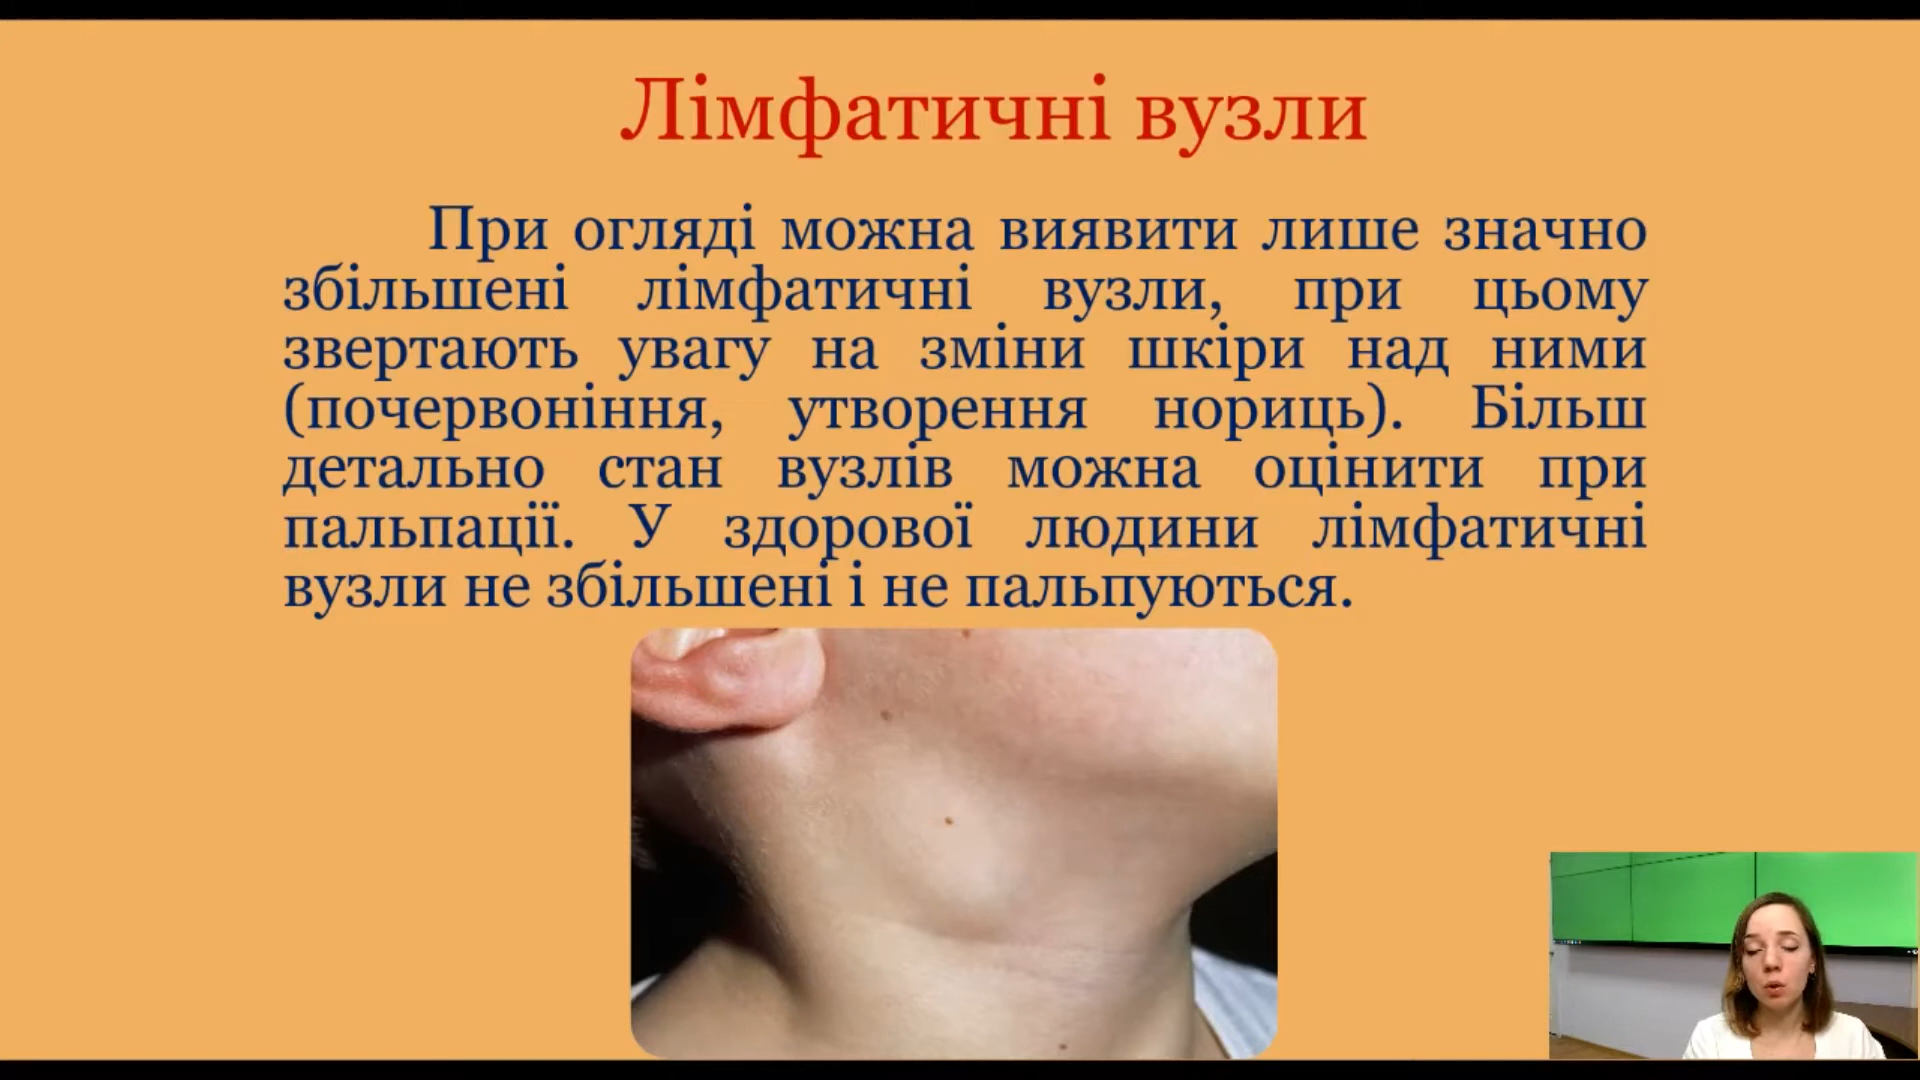 Лімфатичні вузли
При огляді можна виявити лише значно
збільшені лімфатичні вузли, при цьому
звертають увагу на зміни шкіри над ними
(почервоніння, утворення нориць). Більш
детально стан вузлів можна оцінити при
пальпації. У здорової людини лімфатичні
вузли не збільшені і не пальпуються.